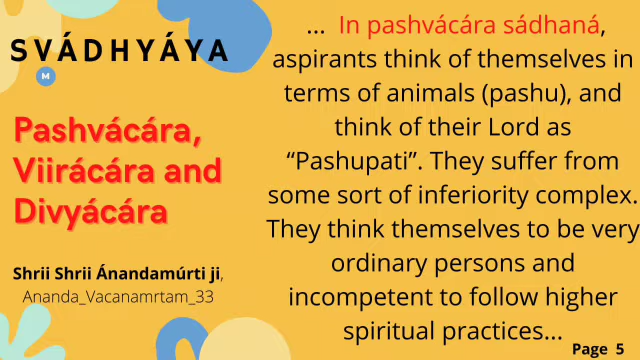 SVÁDHYÁYA
M
Pashvácára,
Viirácára and
Divyácára
Shrii Shrii Ánandamúrti ji,
Ananda_Vacanamrtam_33
... In pashvácára sádhaná,
aspirants think of themselves in
terms of animals (pashu), and
think of their Lord as
“Pashupati”. They suffer from
some sort of inferiority complex.
They think themselves to be very
ordinary persons and
incompetent to follow higher
spiritual practices...
Page 5